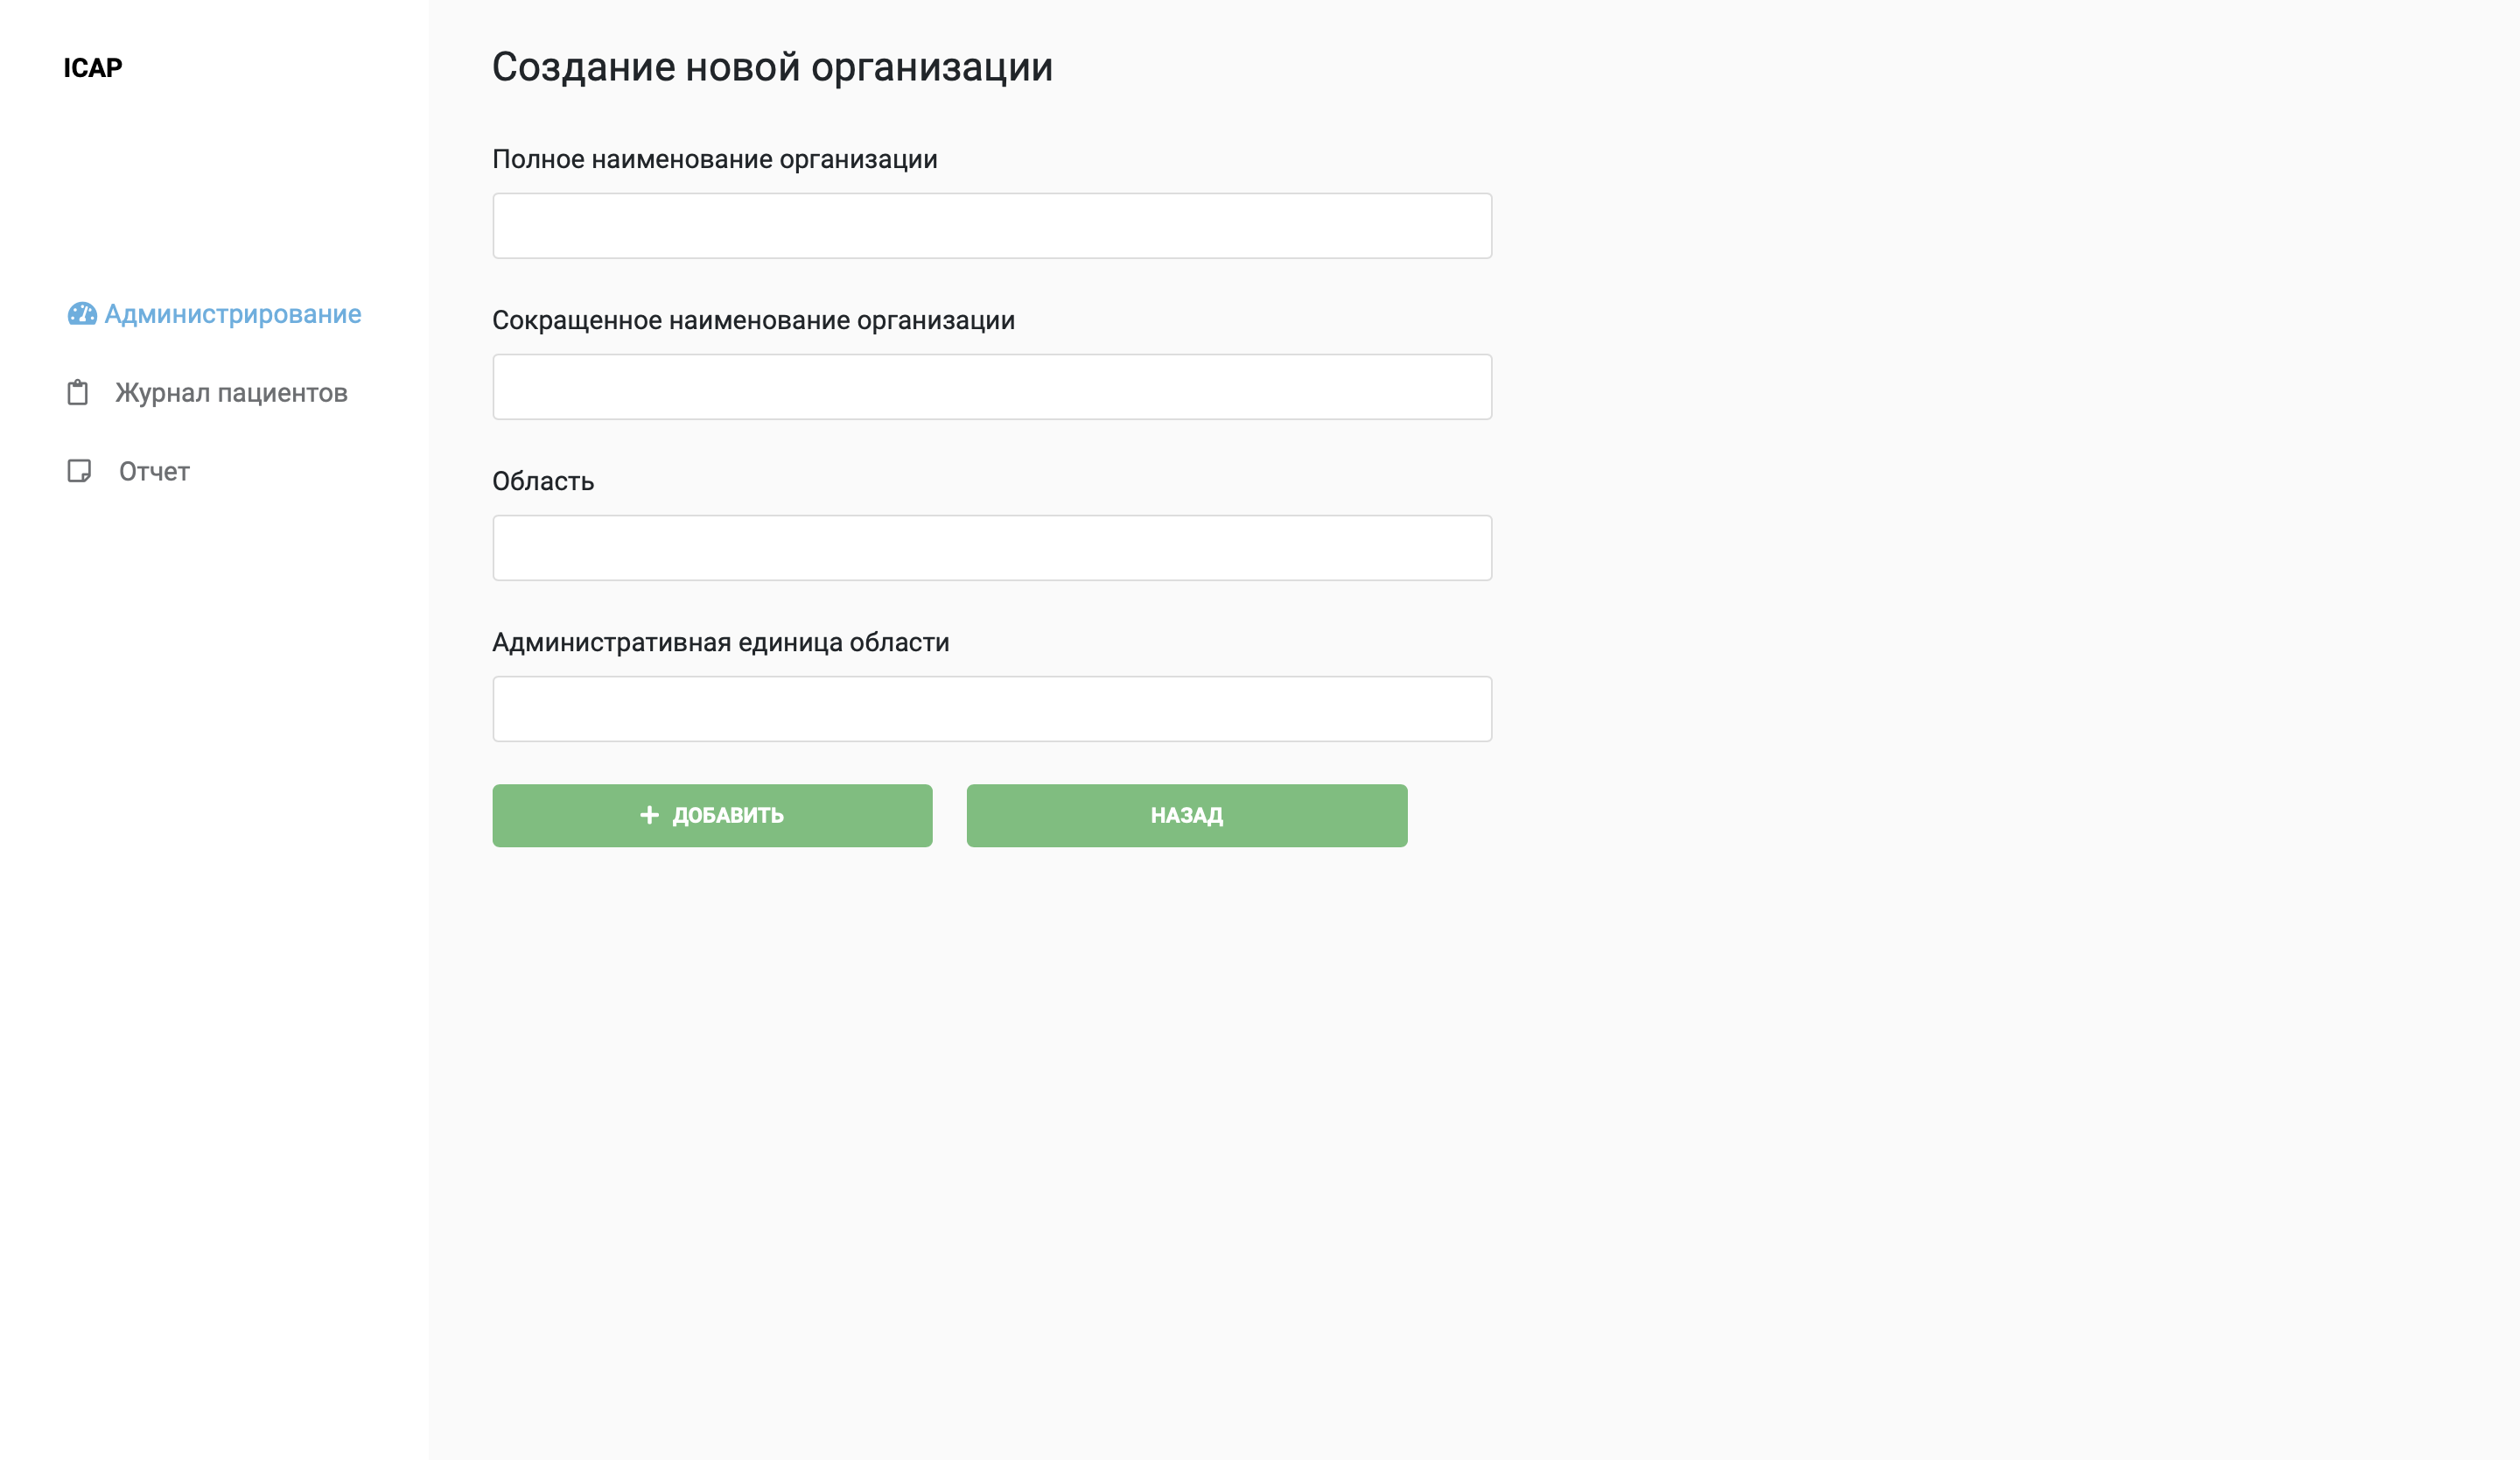 ICAP
Администрирование
Журнал пациентов
Отчет
Создание новой организации
Полное наименование организации
Сокращенное наименование организации
Область
Административная единица области
ДОБАВИТЬ
НАЗАД